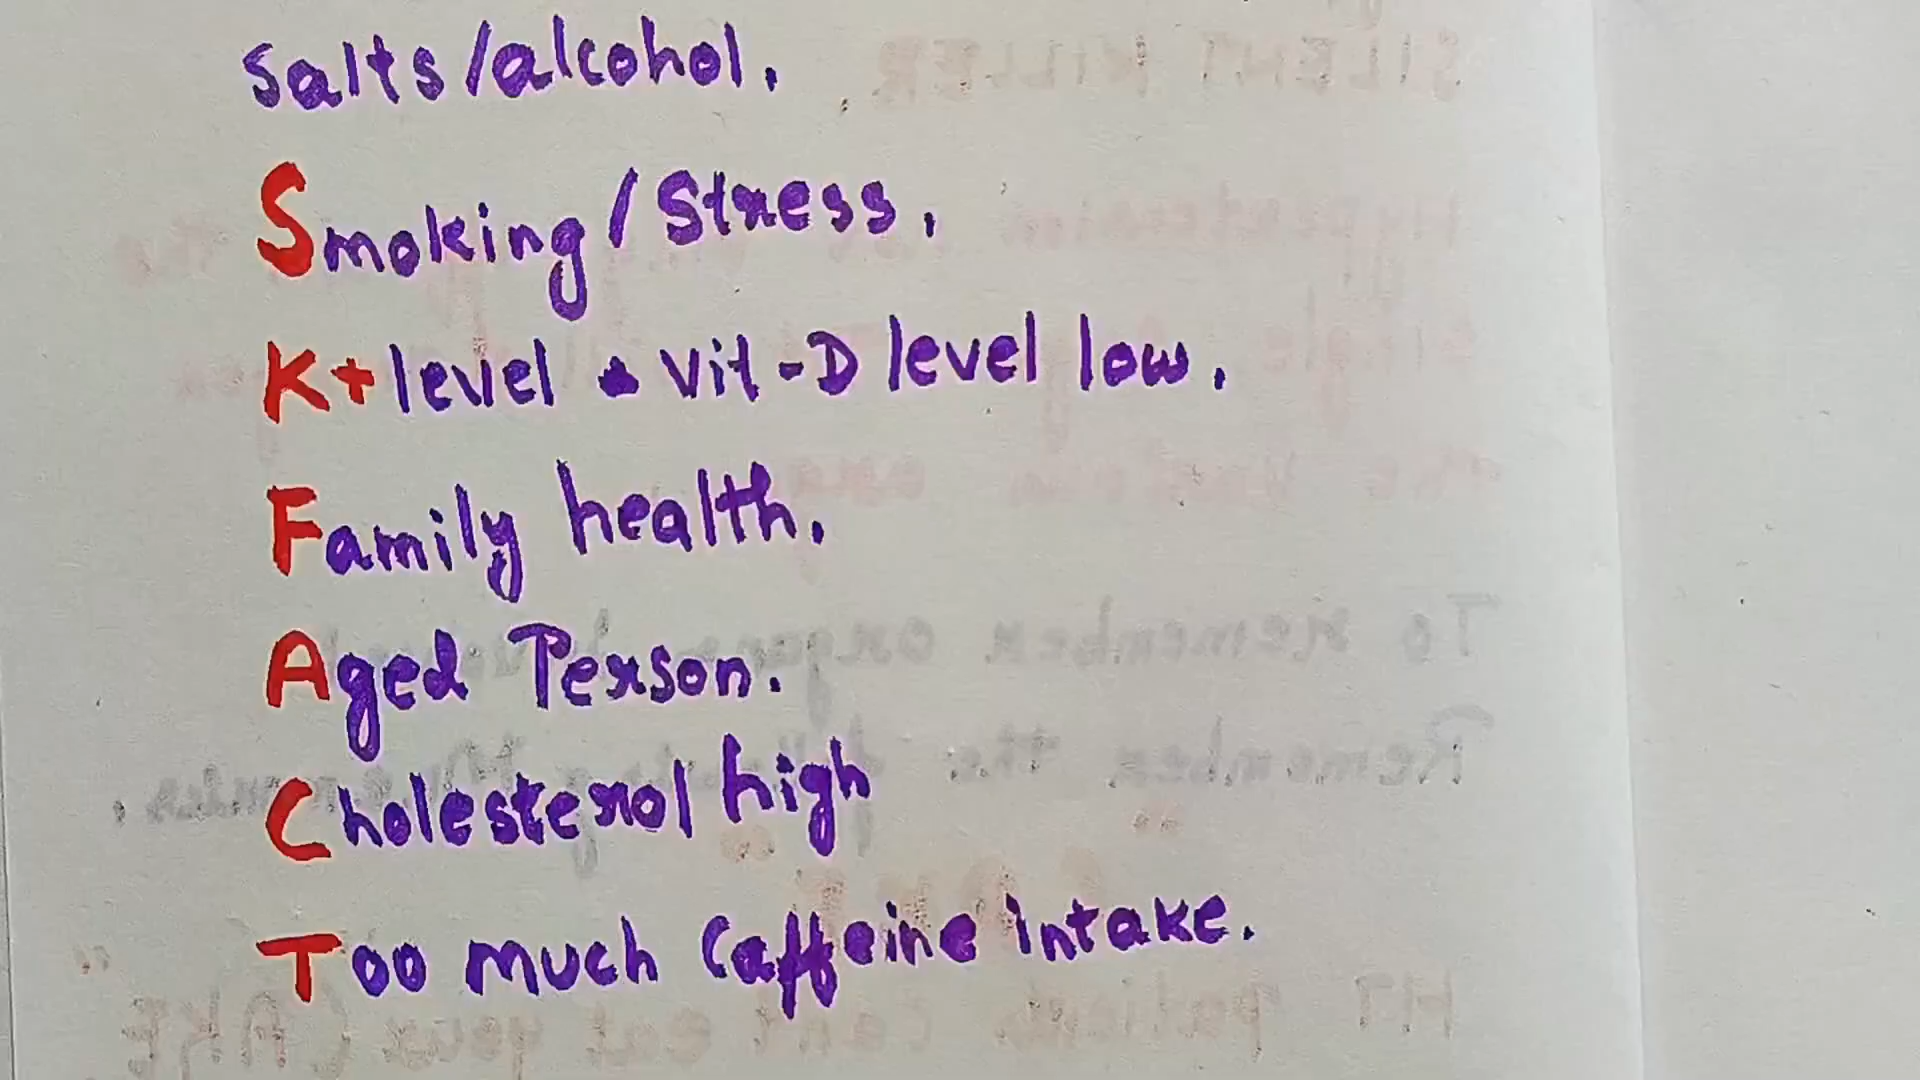 Salts/alcohol.
Smoking/Stress.
K+ level • Vit-D level low.
Family health.
Aged Person.
Cholesterol high
Too much Caffeine intake.